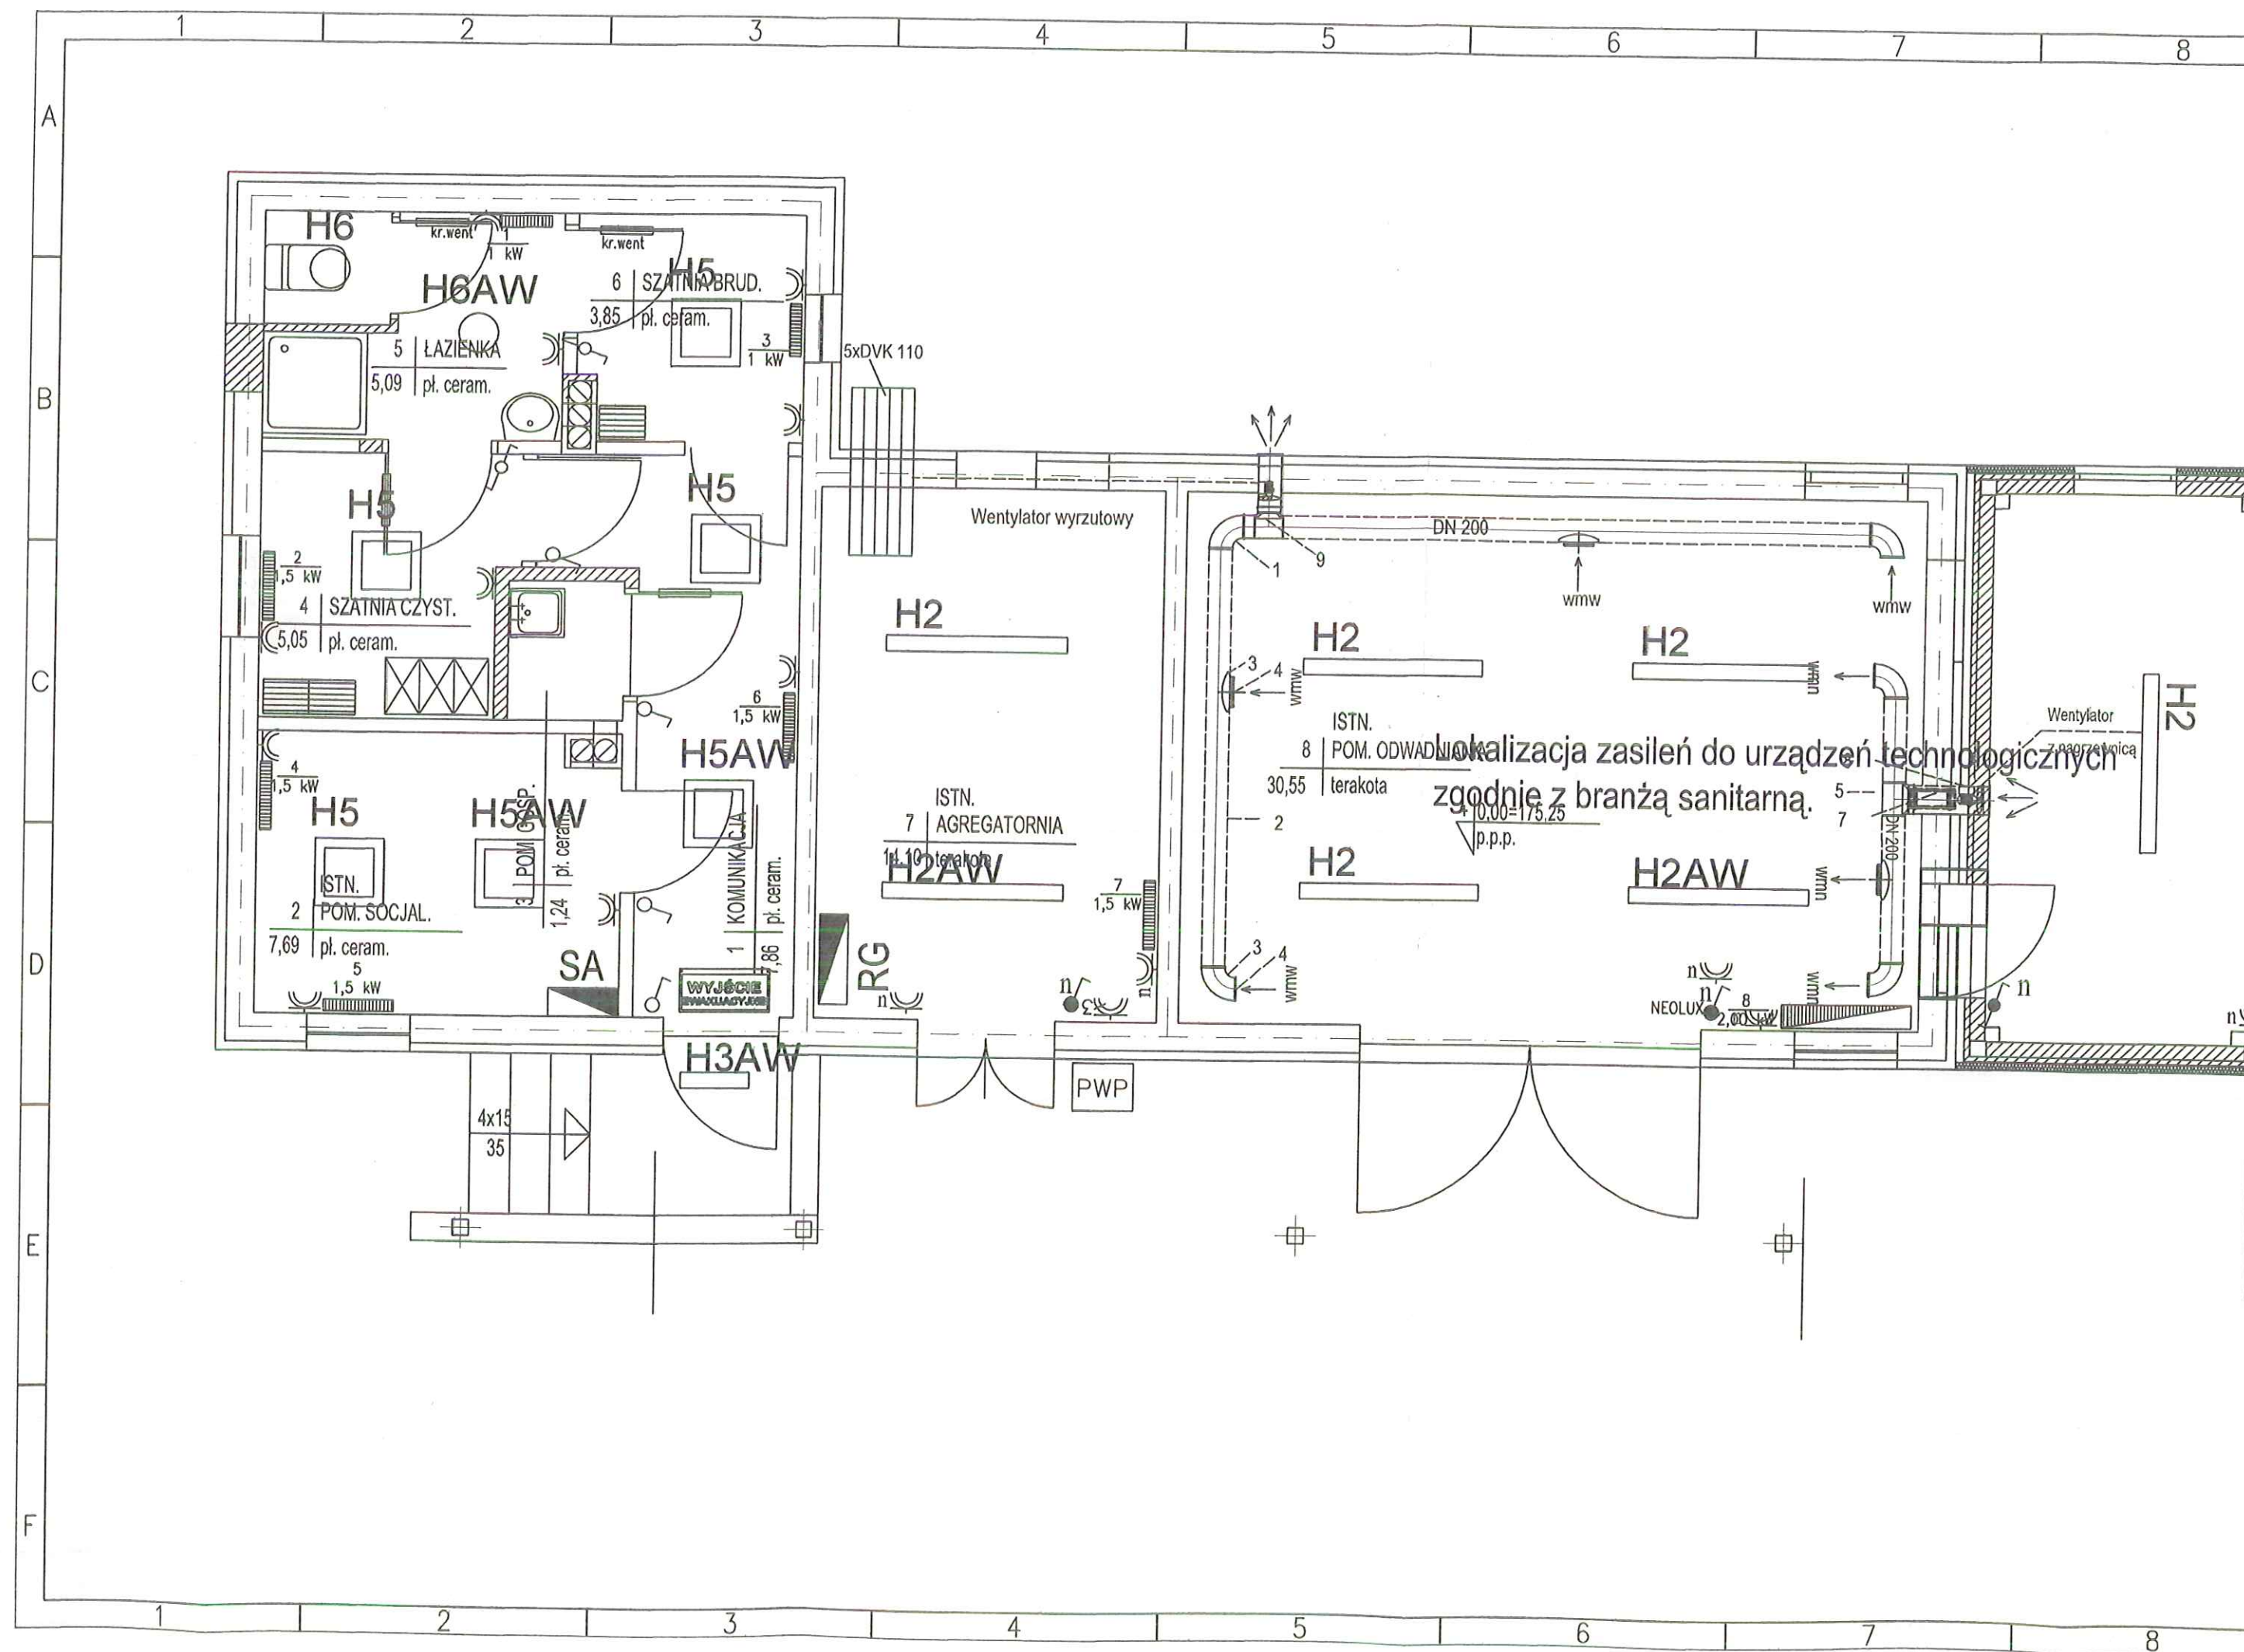 1 2 3 4 5 6 7 8
A
B
C
D
E
F
H6
kr.went
1
1 kW
kr.went
H6AW
H5
6 SZATNIA BRUD.
3,85 pł. ceram.
3
1 kW
5 ŁAZIENKA
5,09 pł. ceram.
5xDVK 110
H5
H5
2
1,5 kW
4 SZATNIA CZYST.
5,05 pł. ceram.
6
1,5 kW
4
1,5 kW
H5
H5AW
H5AW
3 POM. GOSP.
1,24 pł. ceram.
1 KOMUNIKACJA
7,86 pł. ceram.
ISTN.
2 POM. SOCJAL.
7,69 pł. ceram.
5
1,5 kW
SA
WYJŚCIE
EWAKUACYJNE
H3AW
4x15
35
Wentylator wyrzutowy
H2
ISTN.
7 AGREGATORNIA
14,10 terakota
H2AW
7
1,5 kW
RG
n
n
3
n
PWP
DN 200
1
9
wmw
wmw
H2
H2
3
4
wmw
wmn
ISTN.
8 POM. ODWADNIANIA
30,55 terakota
Lokalizacja zasileń do urządzeń technologicznych
zgodnie z branżą sanitarną.
0,00=175,25
p.p.p.
2
5
7
DN 200
H2
H2AW
wmn
3
4
wmw
wmn
n
n
NEOLUX
8
Wentylator
z nagrzewnicą
H2
n
n
1 2 3 4 5 6 7 8